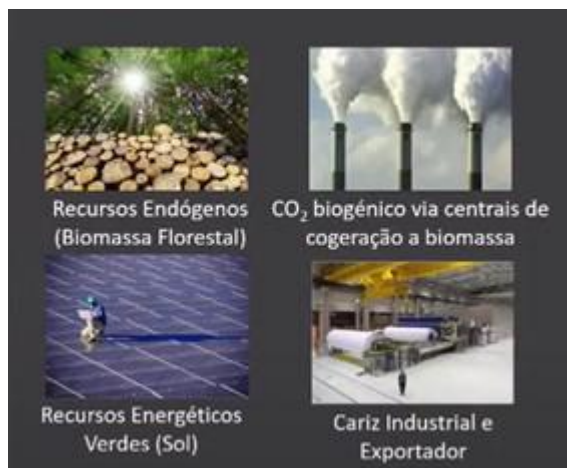 Recursos Endógenos
(Biomassa Florestal)
CO₂ biogénico via centrais de
cogeração a biomassa
Recursos Energéticos
Verdes (Sol)
Cariz Industrial e
Exportador